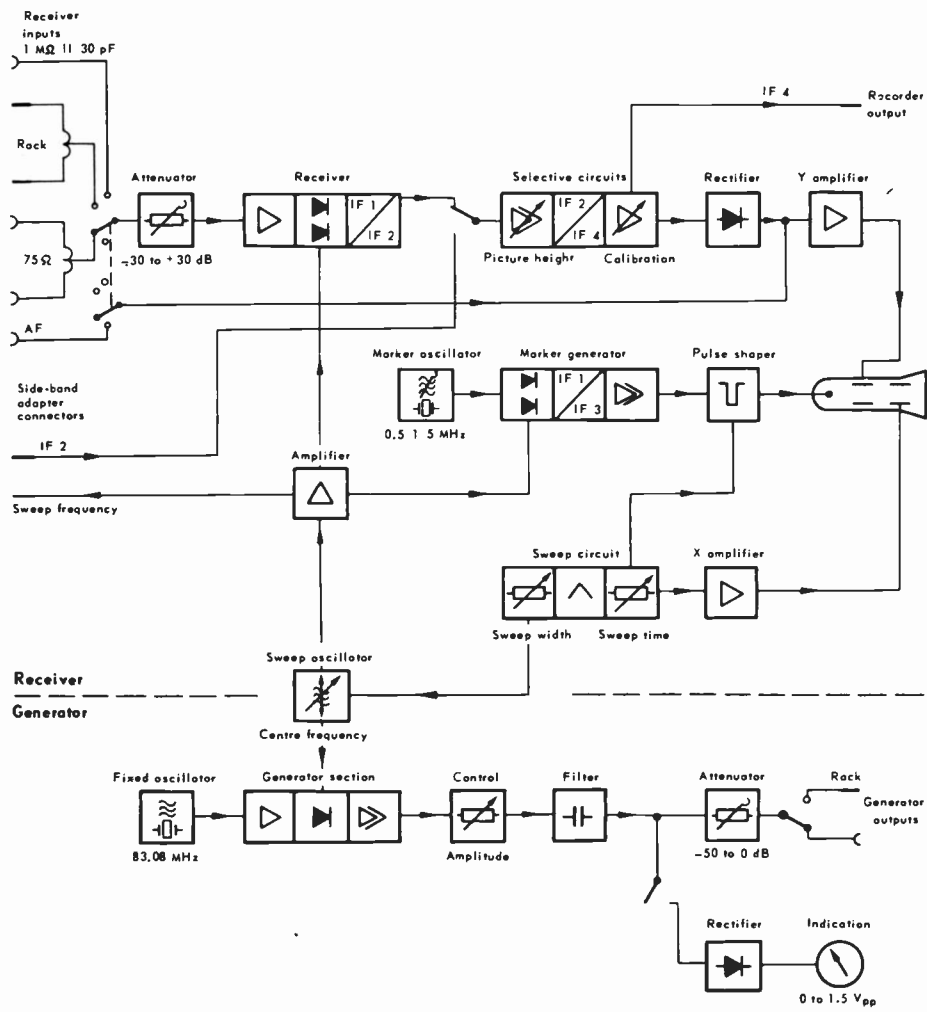 Receiver
inputs
1 MΩ II 30 pF
IF 4
Recorder
output
Rack
Attenuator
Receiver
Selective circuits
Rectifier
Y amplifier
IF 1
IF 2
IF 2
IF 4
75Ω
-30 to +30 dB
Picture height
Calibration
AF
Marker oscillator
Marker generator
Pulse shaper
IF 1
IF 3
Side-band
adapter
connectors
0.5 1 5 MHz
IF 2
Amplifier
Sweep frequency
Sweep circuit
X amplifier
Sweep width
Sweep time
Sweep oscillator
Receiver
Generator
Centre frequency
Fixed oscillator
Generator section
Control
Filter
Attenuator
Rack
Generator
outputs
83,08 MHz
Amplitude
-50 to 0 dB
Rectifier
Indication
0 to 1.5 Vpp